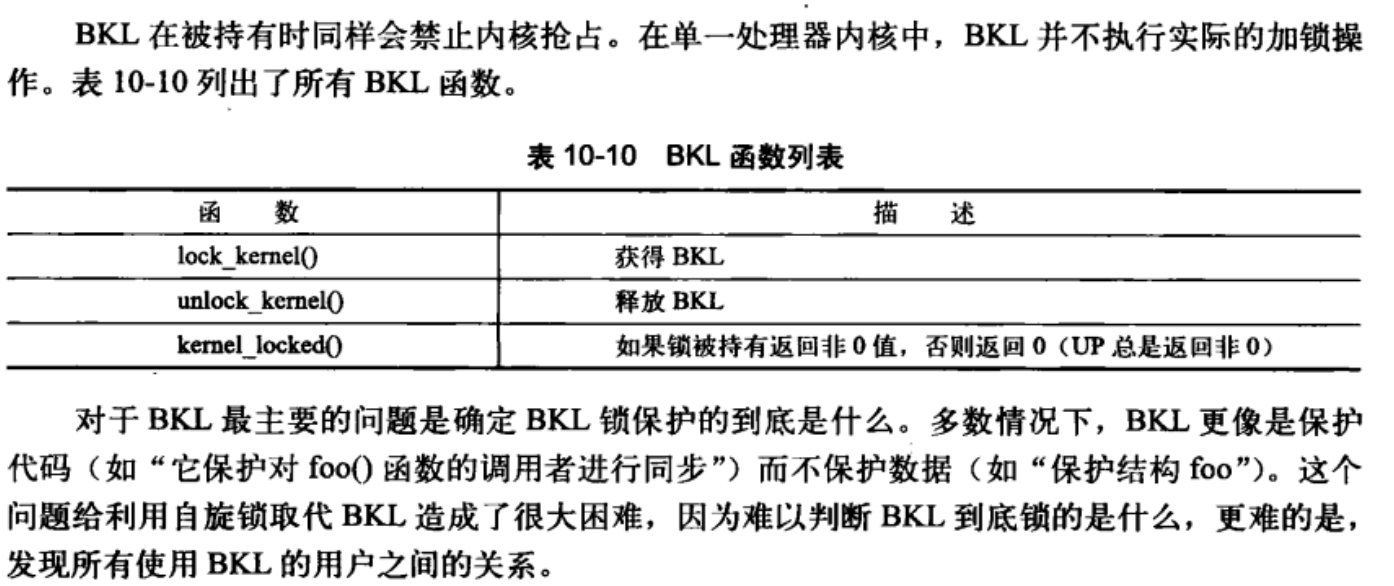 BKL 在被持有时同样会禁止内核抢占。在单一处理器内核中，BKL 并不执行实际的加锁操
作。表 10-10 列出了所有 BKL 函数。
表 10-10 BKL 函数列表
函 数 描 述
lock_kernel() 获得 BKL
unlock_kernel() 释放 BKL
kernel_locked() 如果锁被持有返回非 0 值，否则返回 0（UP 总是返回非 0）
对于 BKL 最主要的问题是确定 BKL 锁保护的到底是什么。多数情况下，BKL 更像是保护
代码（如“它保护对 foo() 函数的调用者进行同步”）而不保护数据（如“保护结构 foo”）。这个
问题给利用自旋锁取代 BKL 造成了很大困难，因为难以判断 BKL 到底锁的是什么，更难的是，
发现所有使用 BKL 的用户之间的关系。